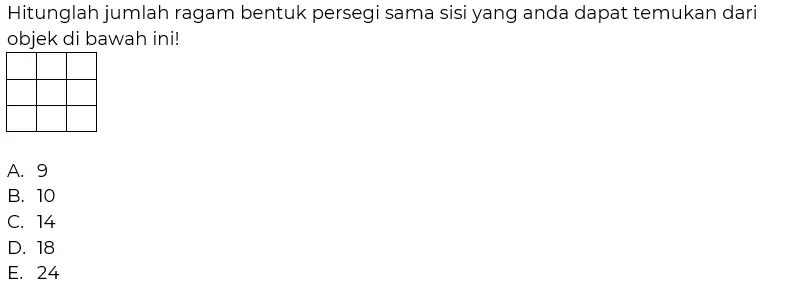 Hitunglah jumlah ragam bentuk persegi sama sisi yang anda dapat temukan dari
objek di bawah ini!
A. 9
B. 10
C. 14
D. 18
E. 24